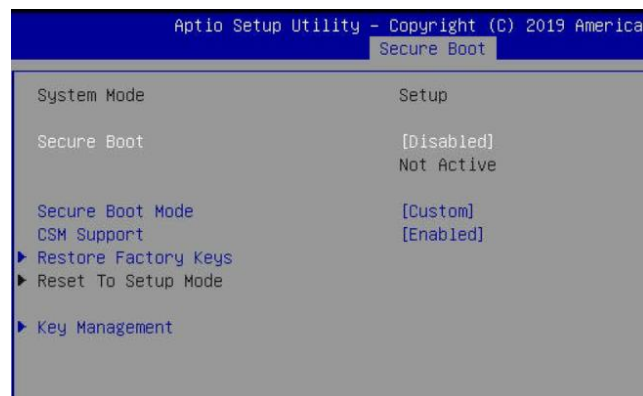 Aptio Setup Utility – Copyright (C) 2019 America
Secure Boot
System Mode Setup
Secure Boot [Disabled]
Not Active
Secure Boot Mode [Custom]
CSM Support [Enabled]
Restore Factory Keys
Reset To Setup Mode
Key Management